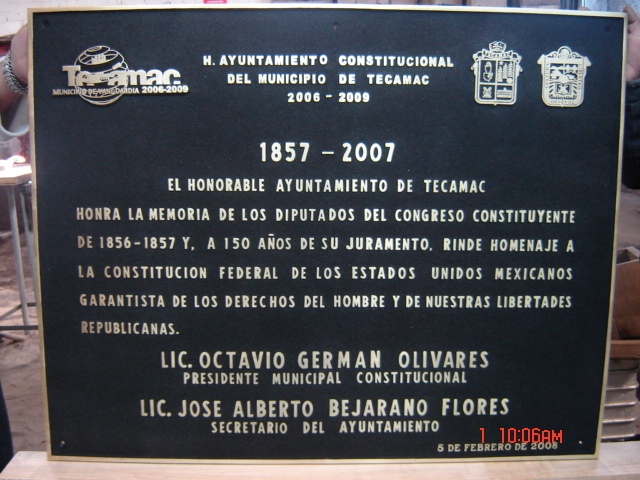 Tecamac
MUNICIPIO DE VANGUARDIA 2006-2009
H. AYUNTAMIENTO CONSTITUCIONAL
DEL MUNICIPIO DE TECAMAC
2006 - 2009
1857 - 2007
EL HONORABLE AYUNTAMIENTO DE TECAMAC
HONRA LA MEMORIA DE LOS DIPUTADOS DEL CONGRESO CONSTITUYENTE
DE 1856-1857 Y, A 150 AÑOS DE SU JURAMENTO, RINDE HOMENAJE A
LA CONSTITUCION FEDERAL DE LOS ESTADOS UNIDOS MEXICANOS
GARANTISTA DE LOS DERECHOS DEL HOMBRE Y DE NUESTRAS LIBERTADES
REPUBLICANAS.
LIC. OCTAVIO GERMAN OLIVARES
PRESIDENTE MUNICIPAL CONSTITUCIONAL
LIC. JOSE ALBERTO BEJARANO FLORES
SECRETARIO DEL AYUNTAMIENTO
5 DE FEBRERO DE 2008
1 10:06AM